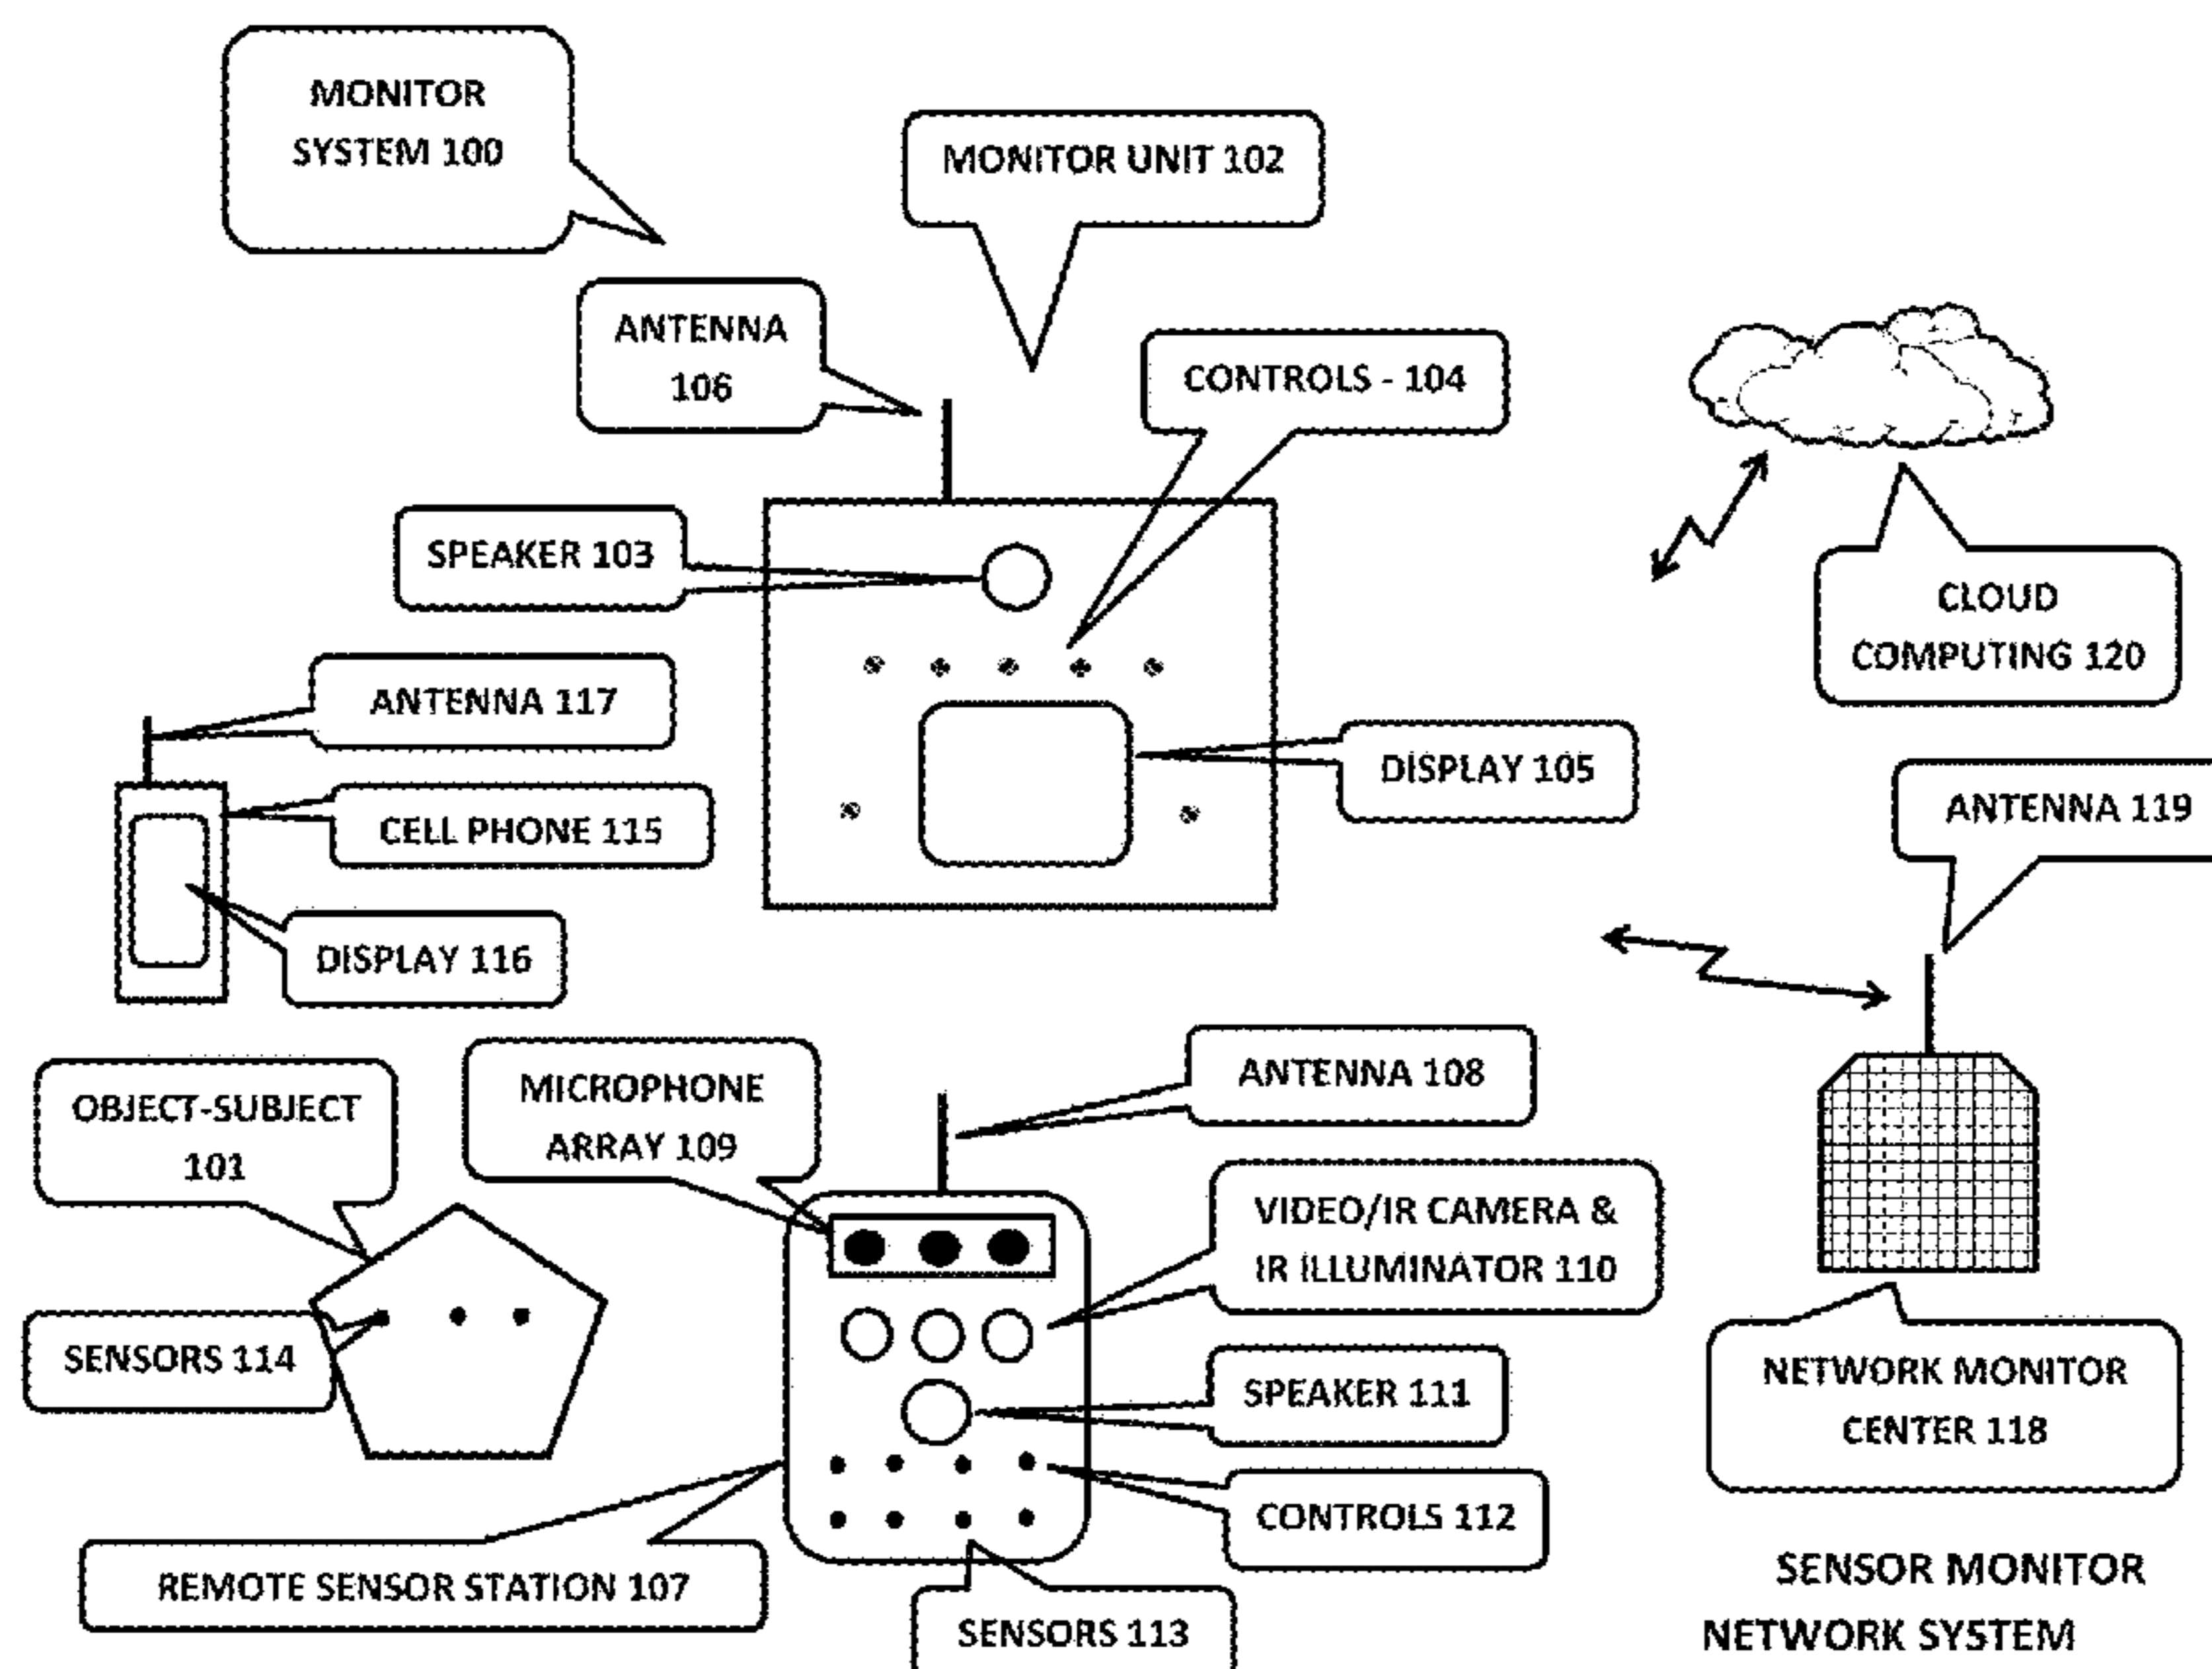 MONITOR
SYSTEM 100
MONITOR UNIT 102
ANTENNA
106
CONTROLS - 104
SPEAKER 103
CLOUD
COMPUTING 120
ANTENNA 117
DISPLAY 105
ANTENNA 119
CELL PHONE 115
DISPLAY 116
OBJECT-SUBJECT
101
MICROPHONE
ARRAY 109
ANTENNA 108
VIDEO/IR CAMERA &
IR ILLUMINATOR 110
SENSORS 114
SPEAKER 111
NETWORK MONITOR
CENTER 118
CONTROLS 112
REMOTE SENSOR STATION 107
SENSORS 113
SENSOR MONITOR
NETWORK SYSTEM